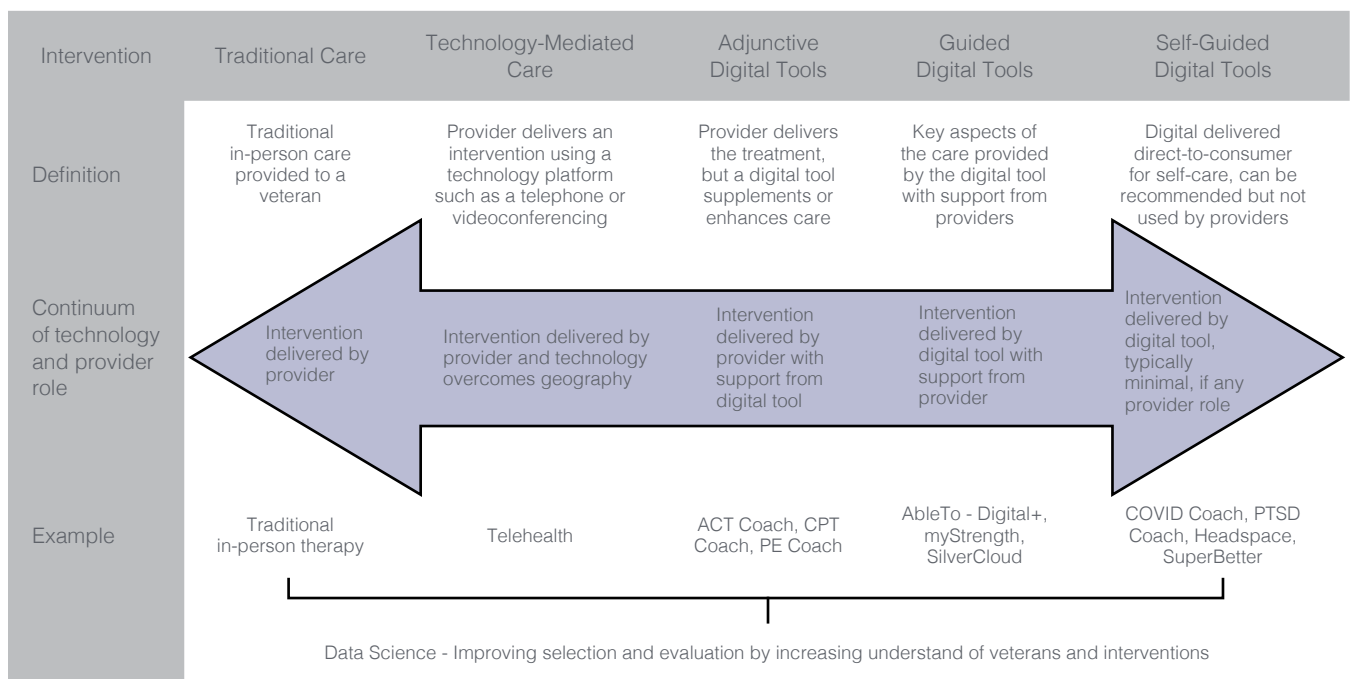 Intervention
Traditional Care
Technology-Mediated
Care
Adjunctive
Digital Tools
Guided
Digital Tools
Self-Guided
Digital Tools
Definition
Traditional
in-person care
provided to a
veteran
Provider delivers an
intervention using a
technology platform
such as a telephone or
videoconferencing
Provider delivers
the treatment,
but a digital tool
supplements or
enhances care
Key aspects of
the care provided
by the digital tool
with support from
providers
Digital delivered
direct-to-consumer
for self-care, can be
recommended but not
used by providers
Continuum
of technology
and provider
role
Intervention
delivered by
provider
Intervention delivered by
provider and technology
overcomes geography
Intervention
delivered by
provider with
support from
digital tool
Intervention
delivered by
digital tool with
support from
provider
Intervention
delivered by
digital tool,
typically
minimal, if any
provider role
Example
Traditional
in-person therapy
Telehealth
ACT Coach, CPT
Coach, PE Coach
AbleTo - Digital+,
myStrength,
SilverCloud
COVID Coach, PTSD
Coach, Headspace,
SuperBetter
Data Science - Improving selection and evaluation by increasing understand of veterans and interventions